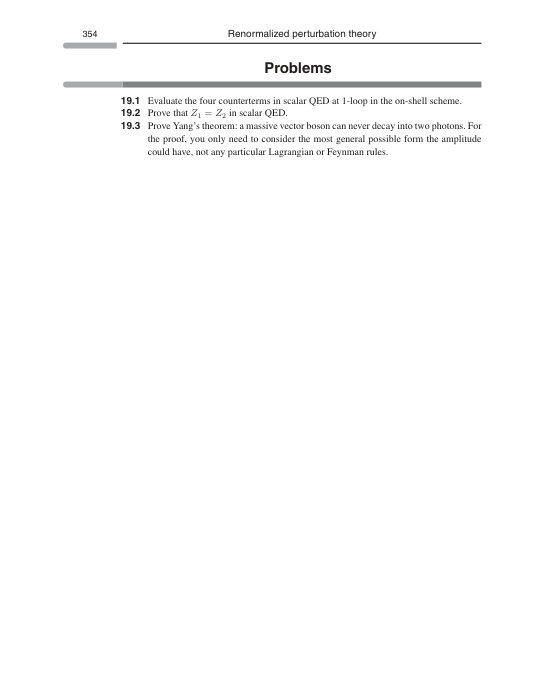 354
Renormalized perturbation theory
Problems
19.1 Evaluate the four counterterms in scalar QED at 1-loop in the on-shell scheme.
19.2 Prove that Z₁ = Z₂ in scalar QED.
19.3 Prove Yang's theorem: a massive vector boson can never decay into two photons. For
the proof, you only need to consider the most general possible form the amplitude
could have, not any particular Lagrangian or Feynman rules.